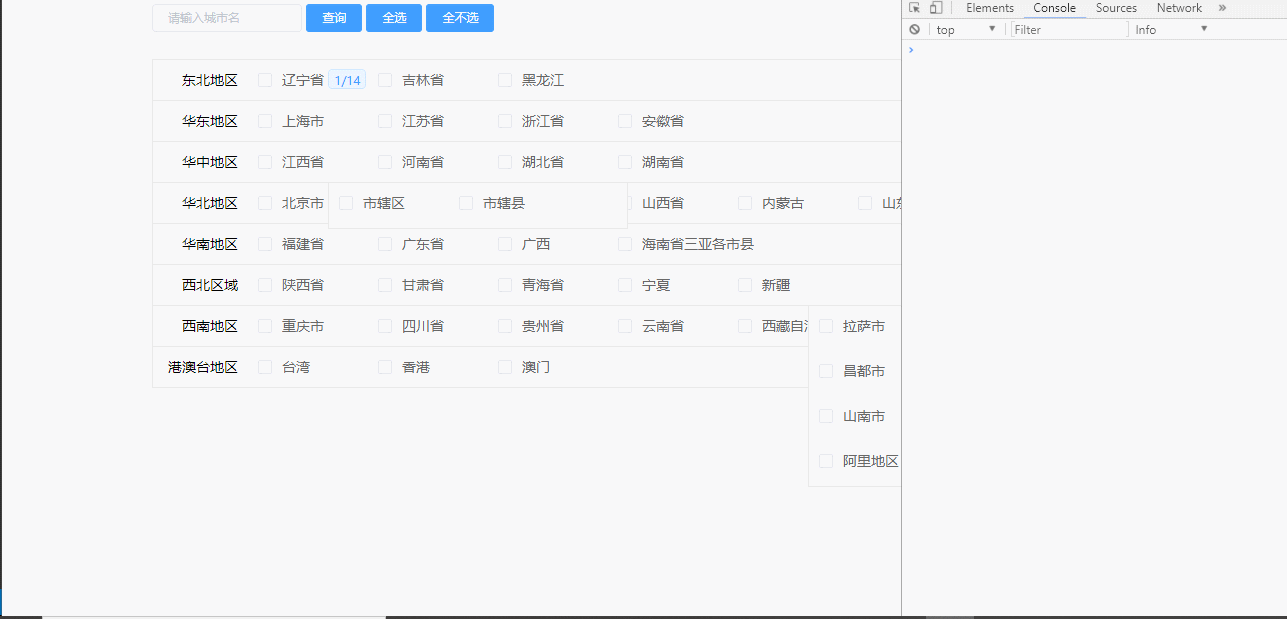 请输入城市名 查询 全选 全不选 Elements Console Sources Network »
top Filter Info
东北地区 辽宁省 1/14 吉林省 黑龙江
华东地区 上海市 江苏省 浙江省 安徽省
华中地区 江西省 河南省 湖北省 湖南省
华北地区 北京市 市辖区 市辖县 山西省 内蒙古 山
华南地区 福建省 广东省 广西 海南省三亚各市县
西北区域 陕西省 甘肃省 青海省 宁夏 新疆
西南地区 重庆市 四川省 贵州省 云南省 西藏自 拉萨市
港澳台地区 台湾 香港 澳门
昌都市
山南市
阿里地区